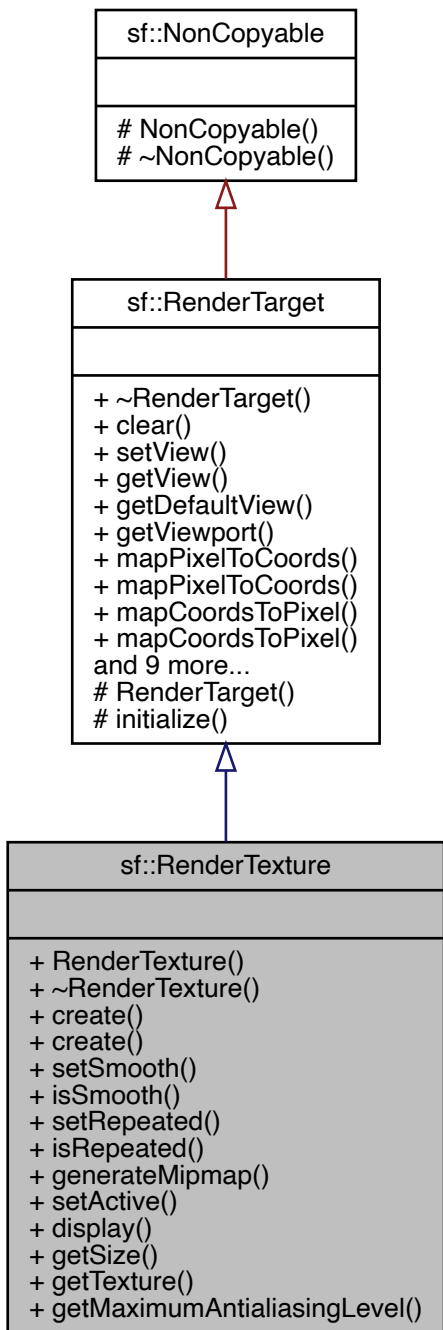 sf::NonCopyable
# NonCopyable()
# ~NonCopyable()
sf::RenderTarget
+ ~RenderTarget()
+ clear()
+ setView()
+ getView()
+ getDefaultView()
+ getViewport()
+ mapPixelToCoords()
+ mapPixelToCoords()
+ mapCoordsToPixel()
+ mapCoordsToPixel()
and 9 more...
# RenderTarget()
# initialize()
sf::RenderTexture
+ RenderTexture()
+ ~RenderTexture()
+ create()
+ create()
+ setSmooth()
+ isSmooth()
+ setRepeated()
+ isRepeated()
+ generateMipmap()
+ setActive()
+ display()
+ getSize()
+ getTexture()
+ getMaximumAntialiasingLevel()